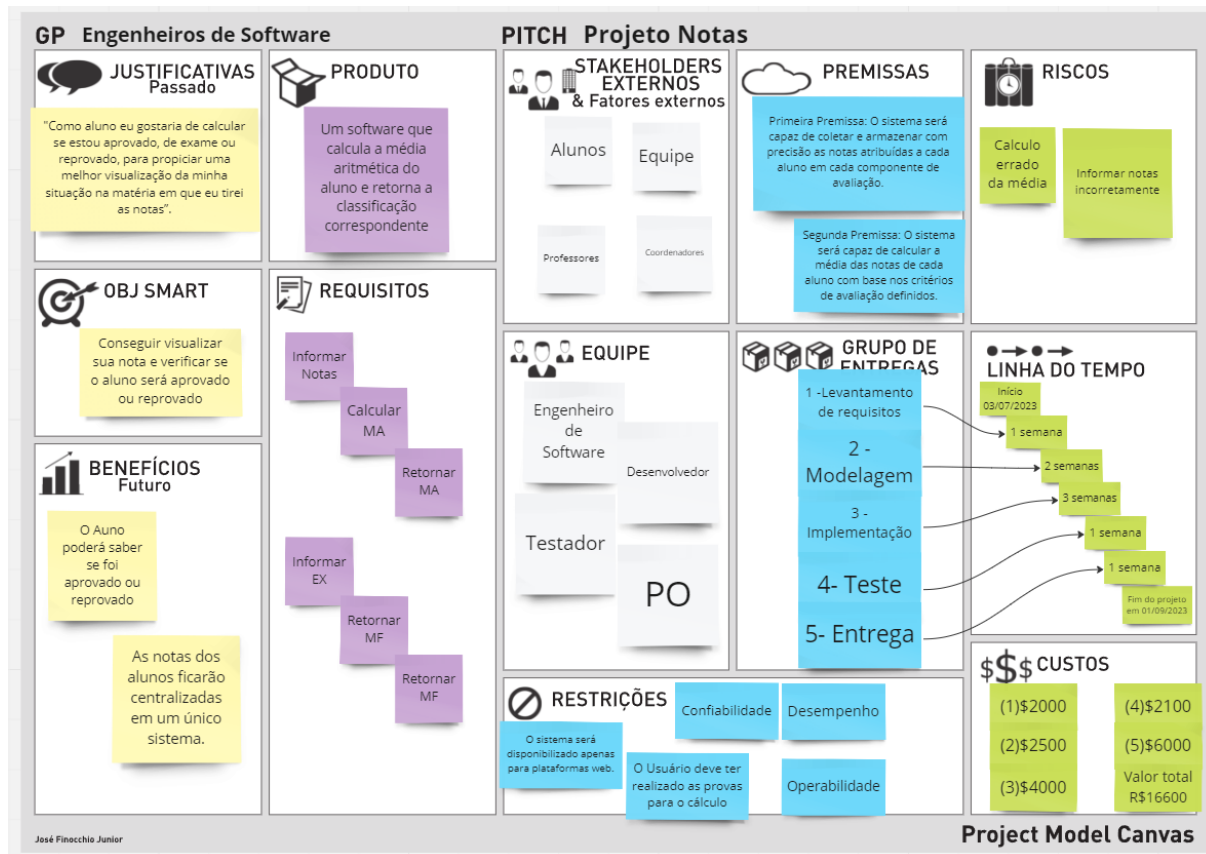 GP Engenheiros de Software
PITCH Projeto Notas
JUSTIFICATIVAS
Passado
"Como aluno eu gostaria de calcular
se estou aprovado, de exame ou
reprovado, para propiciar uma
melhor visualização da minha
situação na matéria em que eu tirei
as notas".
PRODUTO
Um software que
calcula a média
aritmética do
aluno e retorna a
classificação
correspondente
STAKEHOLDERS
EXTERNOS
& Fatores externos
Alunos
Equipe
Professores
Coordenadores
PREMISSAS
Primeira Premissa: O sistema será
capaz de coletar e armazenar com
precisão as notas atribuídas a cada
aluno em cada componente de
avaliação.
Segunda Premissa: O sistema
será capaz de calcular a
média das notas de cada
aluno com base nos critérios
de avaliação definidos.
RISCOS
Calculo
errado
da média
Informar notas
incorretamente
OBJ SMART
Conseguir visualizar
sua nota e verificar se
o aluno será aprovado
ou reprovado
REQUISITOS
Informar
Notas
Calcular
MA
Retornar
MA
Informar
EX
Retornar
MF
Retornar
MF
EQUIPE
Engenheiro
de
Software
Desenvolvedor
Testador
PO
GRUPO DE
ENTREGAS
1 -Levantamento
de requisitos
2 -
Modelagem
3 -
Implementação
4- Teste
5- Entrega
LINHA DO TEMPO
Início
03/07/2023
1 semana
2 semanas
3 semanas
1 semana
1 semana
Fim do projeto
em 01/09/2023
BENEFÍCIOS
Futuro
O Auno
poderá saber
se foi
aprovado ou
reprovado
As notas dos
alunos ficarão
centralizadas
em um único
sistema.
RESTRIÇÕES
Confiabilidade
Desempenho
O sistema será
disponibilizado apenas
para plataformas web.
O Usuário deve ter
realizado as provas
para o cálculo
Operabilidade
$$$ CUSTOS
(1)$2000
(4)$2100
(2)$2500
(5)$6000
(3)$4000
Valor total
R$16600
José Finocchio Junior
Project Model Canvas